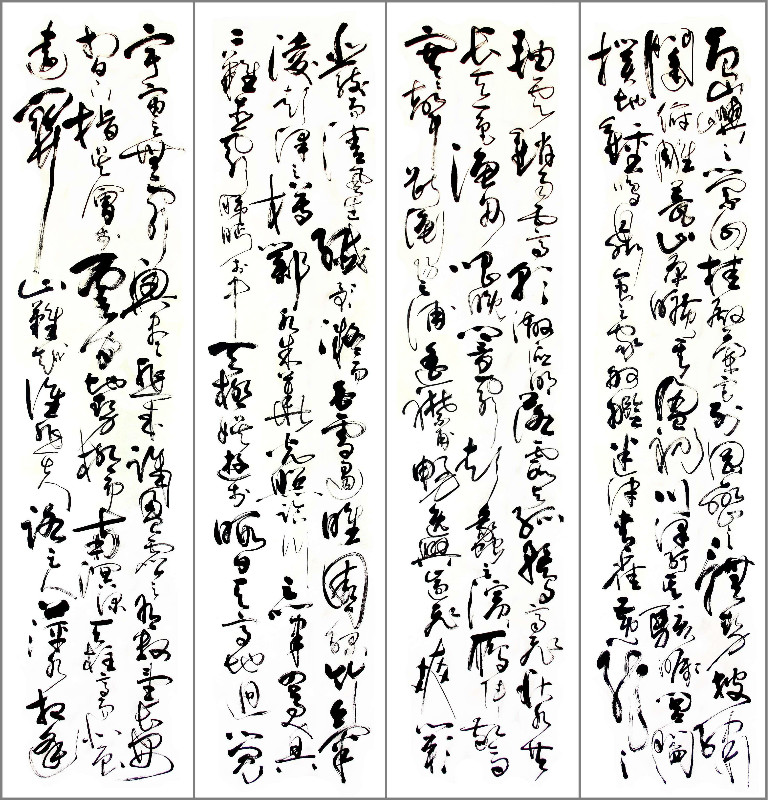 島嶼之縈迴桂殿蘭宮列岡巒之體勢披繡
闥俯雕甍山原曠其盈視川澤紆其駭矚閭閻
撲地鐘鳴鼎食之家舸艦迷津青雀黃龍之
軸雲銷雨霽彩徹區明落霞與孤鶩齊飛秋水共
長天一色漁舟唱晚響窮彭蠡之濱雁陣驚寒
聲斷衡陽之浦遙襟甫暢逸興遄飛爽籟
發而清風生纖歌凝而白雲遏睢園綠竹氣
凌彭澤之樽鄴水朱華光照臨川之筆四美具
二難並窮睇眄於中天極娛遊於暇日天高地迥覺
宇宙之無窮興盡悲來識盈虛之有數望長安
於日下指吳會於雲間地勢極而南溟深天柱高而北辰
遠關山難越誰悲失路之人萍水相逢